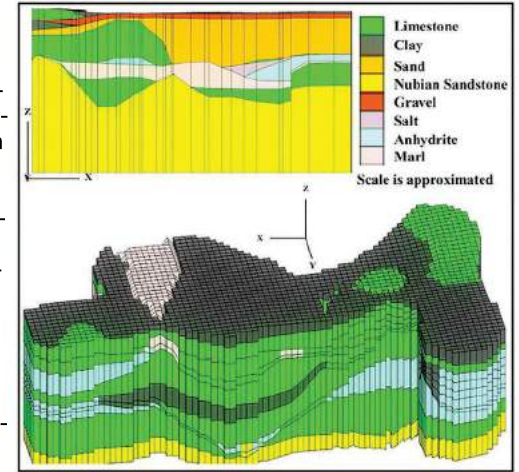 Limestone
Clay
Sand
Nubian Sandstone
Gravel
Salt
Anhydrite
Marl
Scale is approximated
Z
Y
X
Z
X
Y